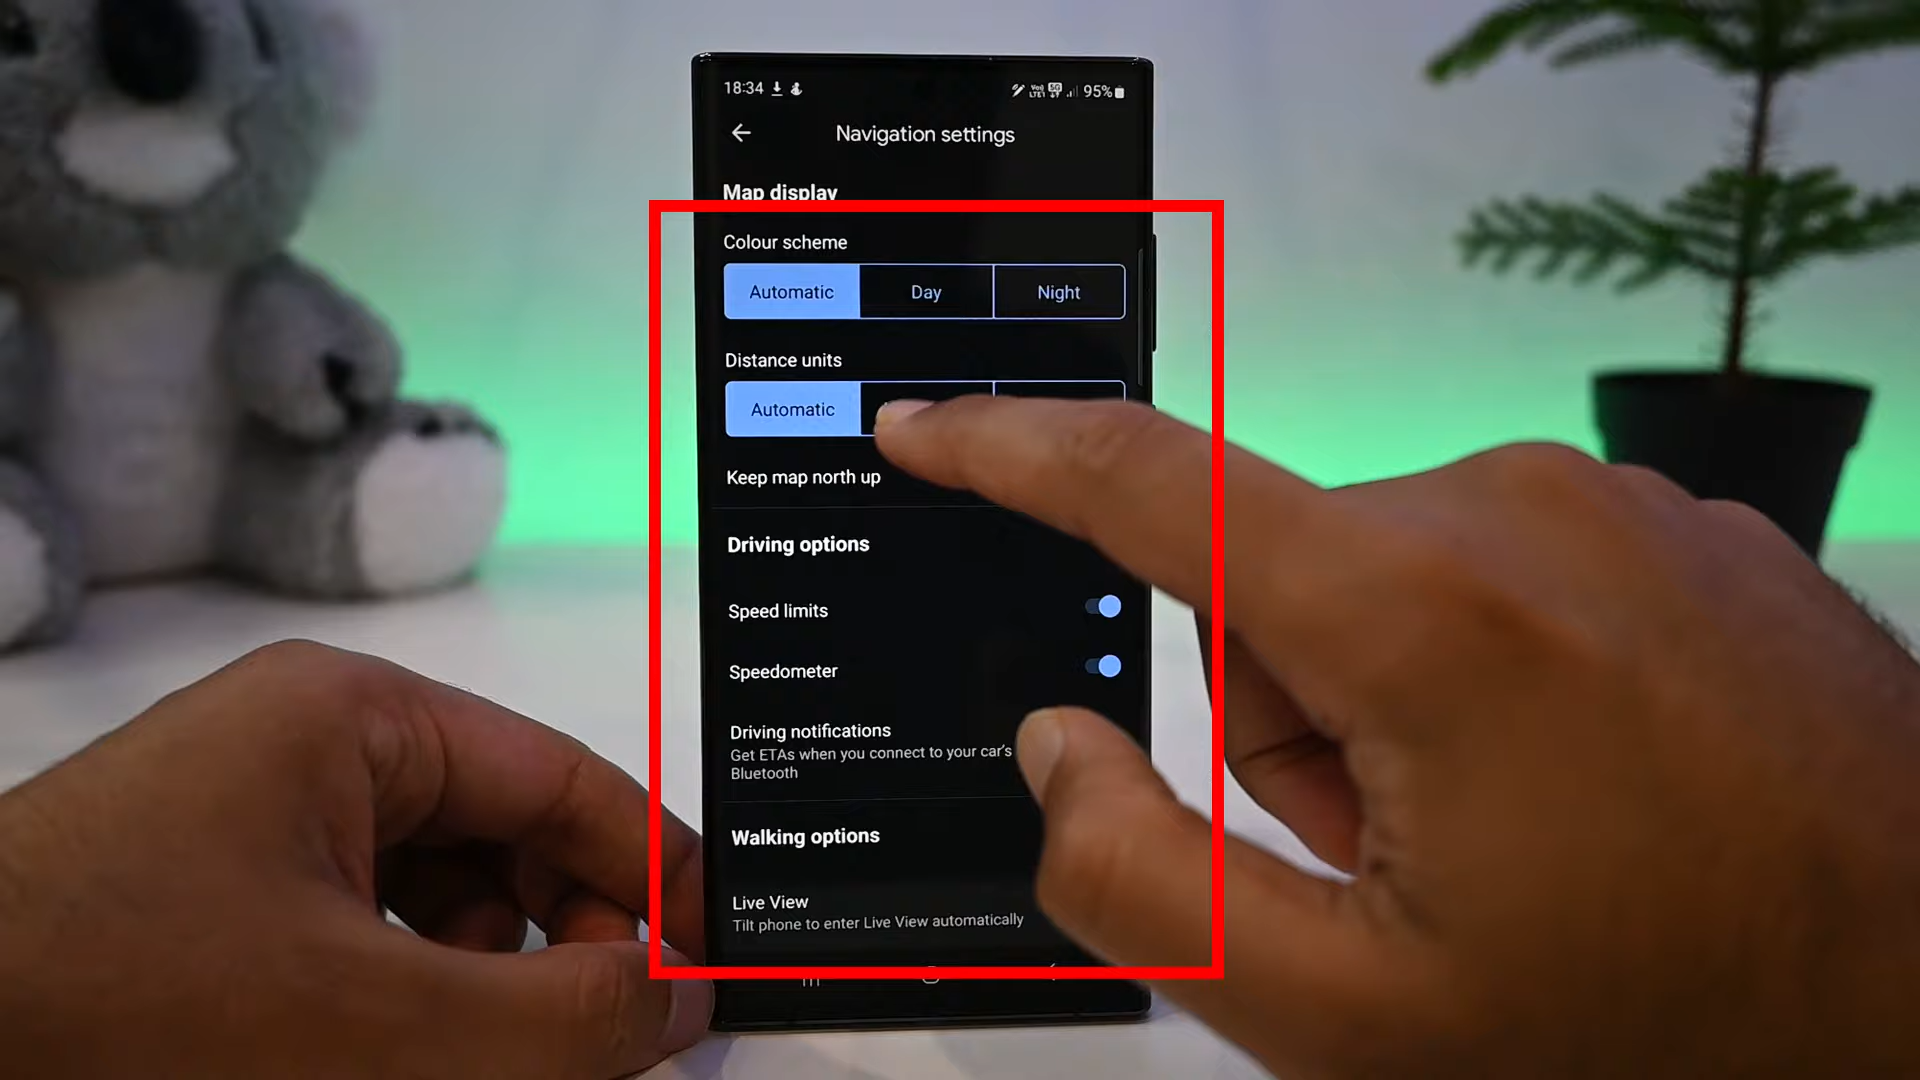 18:34 95%
Navigation settings
Map display
Colour scheme
Automatic Day Night
Distance units
Automatic
Keep map north up
Driving options
Speed limits
Speedometer
Driving notifications
Get ETAs when you connect to your car's
Bluetooth
Walking options
Live View
Tilt phone to enter Live View automatically